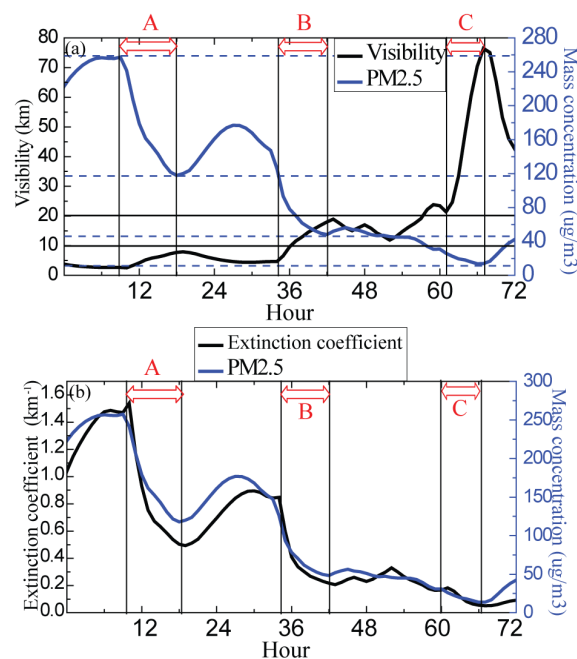 A B C
(a)
Visibility
PM2.5
80
70
60
50
40
30
20
10
0
Visibility (km)
280
240
200
160
120
80
40
0
Mass concentration
(ug/m3)
12 24 36 48 60 72
Hour
Extinction coefficient
PM2.5
A B C
(b)
1.6
1.4
1.2
1.0
0.8
0.6
0.4
0.2
0.0
Extinction coefficient (km⁻¹)
300
250
200
150
100
50
0
Mass concentration
(ug/m3)
12 24 36 48 60 72
Hour